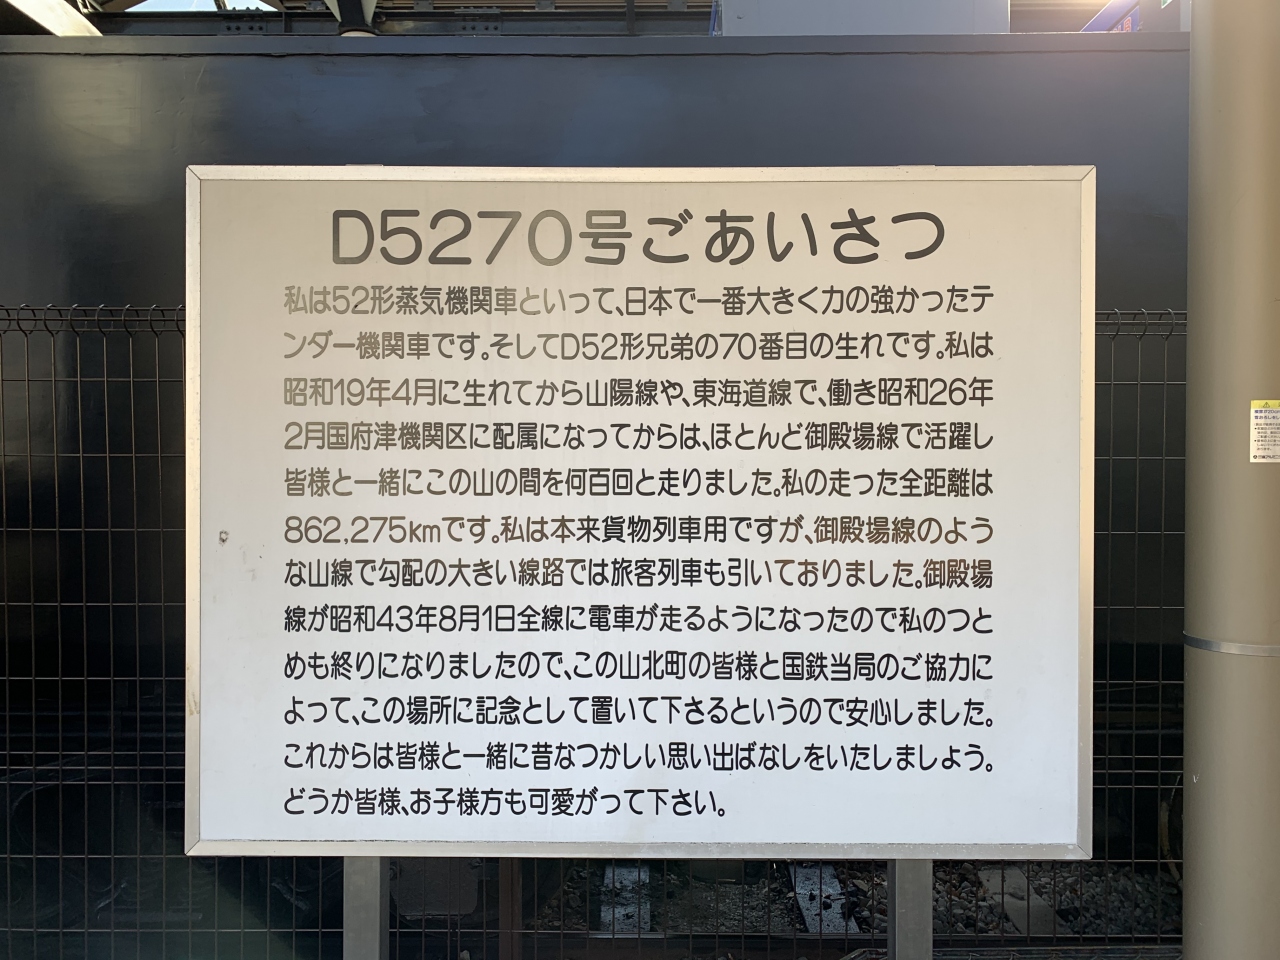 D5270号ごあいさつ
私は52形蒸気機関車といって、日本で一番大きく力の強かったテ
ンダー機関車です。そしてD52形兄弟の70番目の生れです。私は
昭和19年4月に生れてから山陽線や、東海道線で、働き昭和26年
2月国府津機関区に配属になってからは、ほとんど御殿場線で活躍し
皆様と一緒にこの山の間を何百回と走りました。私の走った全距離は
862,275kmです。私は本来貨物列車用ですが、御殿場線のよう
な山線で勾配の大きい線路では旅客列車も引いておりました。御殿場
線が昭和43年8月1日全線に電車が走るようになったので私のつと
めも終りになりましたので、この山北町の皆様と国鉄当局のご協力に
よって、この場所に記念として置いて下さるというので安心しました。
これからは皆様と一緒に昔なつかしい思い出ばなしをいたしましょう。
どうか皆様、お子様方も可愛がって下さい。